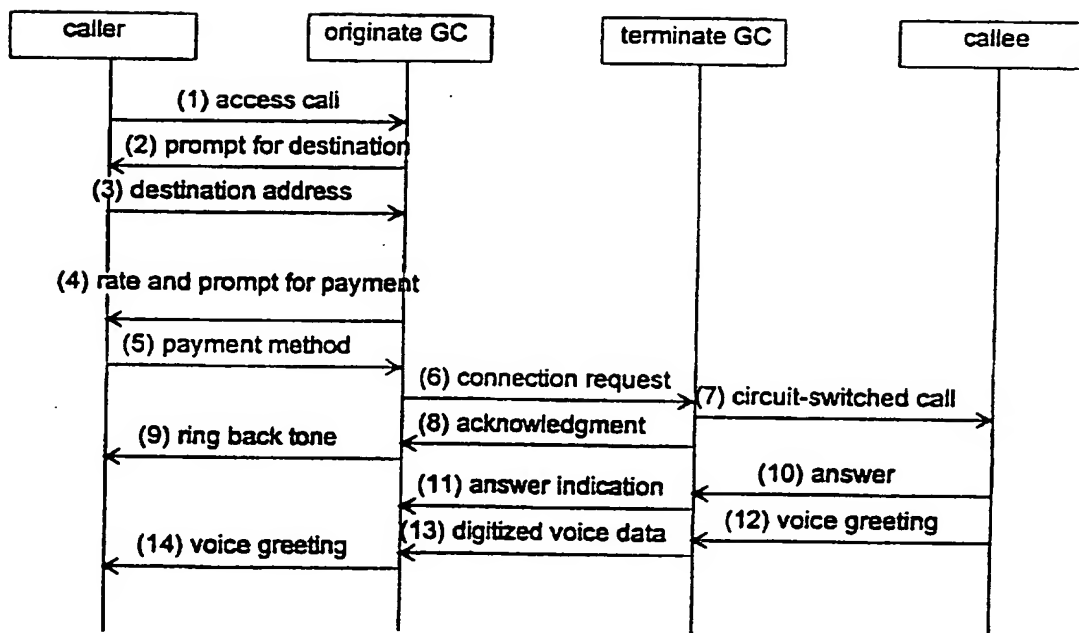 caller
originate GC
terminate GC
callee
(1) access call
(2) prompt for destination
(3) destination address
(4) rate and prompt for payment
(5) payment method
(6) connection request
(7) circuit-switched call
(8) acknowledgment
(9) ring back tone
(10) answer
(11) answer indication
(12) voice greeting
(13) digitized voice data
(14) voice greeting